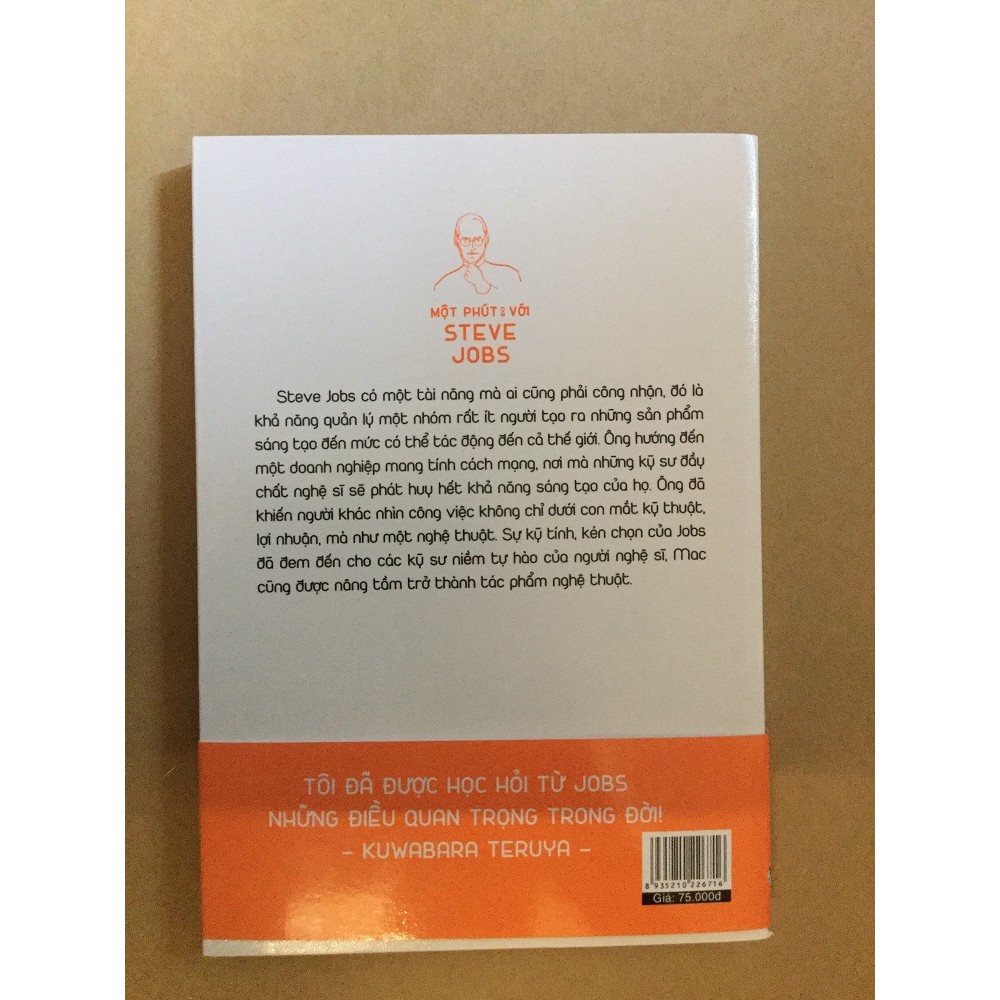 MỘT PHÚT VỚI
STEVE
JOBS
Steve Jobs có một tài năng mà ai cũng phải công nhận, đó là
khả năng quản lý một nhóm rất ít người tạo ra những sản phẩm
sáng tạo đến mức có thể tác động đến cả thế giới. Ông hướng đến
một doanh nghiệp mang tính cách mạng, nơi mà những kỹ sư đầy
chất nghệ sĩ sẽ phát huy hết khả năng sáng tạo của họ. Ông đã
khiến người khác nhìn công việc không chỉ dưới con mắt kỹ thuật,
lợi nhuận, mà như một nghệ thuật. Sự kỹ tính, kén chọn của Jobs
đã đem đến cho các kỹ sư niềm tự hào của người nghệ sĩ, Mac
cũng được nâng tầm trở thành tác phẩm nghệ thuật.
TÔI ĐÃ ĐƯỢC HỌC HỎI TỪ JOBS
NHỮNG ĐIỀU QUAN TRỌNG TRONG ĐỜI!
– KUWABARA TERUYA –
8 935210 226716
Giá: 75.000đ